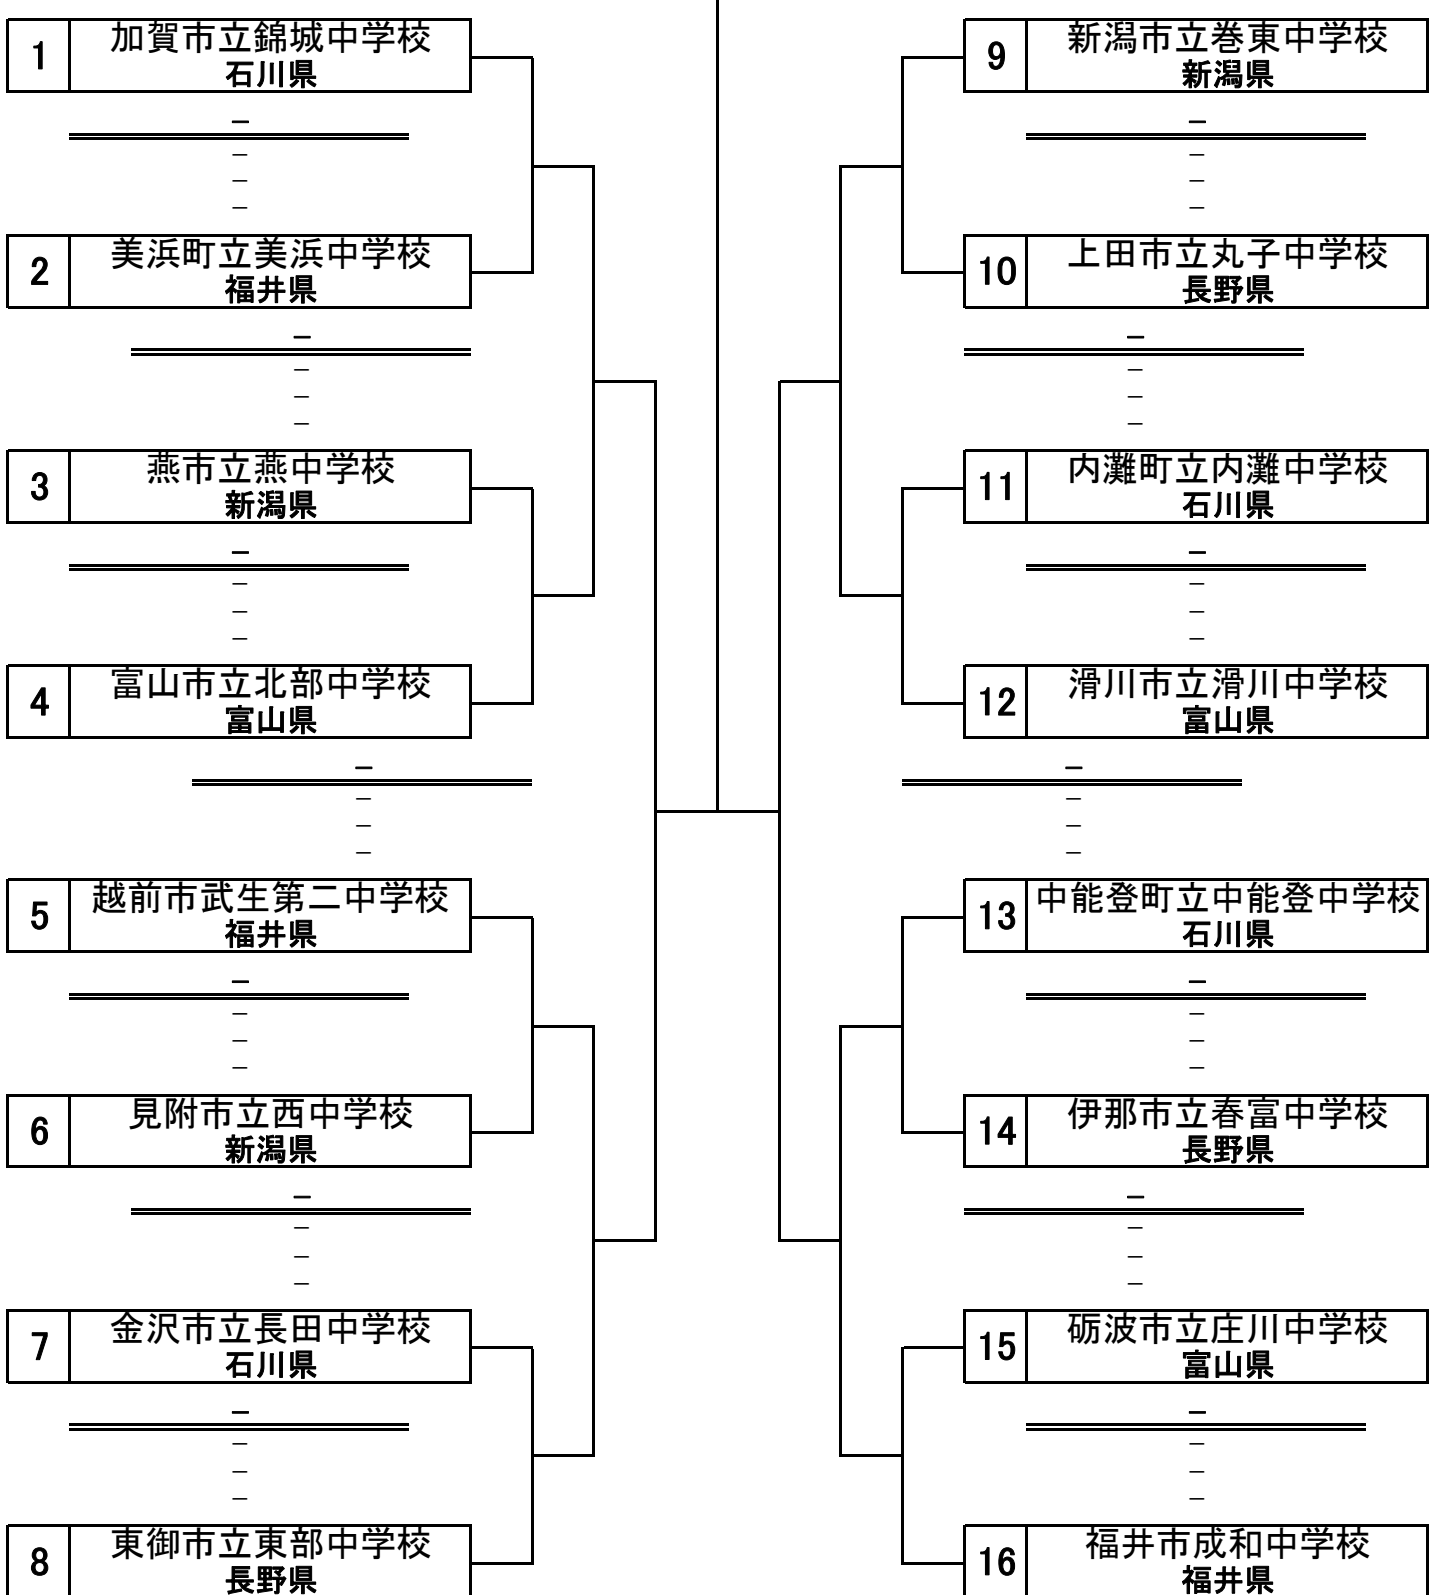 1
加賀市立錦城中学校
石川県
－
－
－
－
2
美浜町立美浜中学校
福井県
－
－
－
－
3
燕市立燕中学校
新潟県
－
－
－
－
4
富山市立北部中学校
富山県
－
－
－
－
5
越前市武生第二中学校
福井県
－
－
－
－
6
見附市立西中学校
新潟県
－
－
－
－
7
金沢市立長田中学校
石川県
－
－
－
－
8
東御市立東部中学校
長野県
9
新潟市立巻東中学校
新潟県
－
－
－
－
10
上田市立丸子中学校
長野県
－
－
－
－
11
内灘町立内灘中学校
石川県
－
－
－
－
12
滑川市立滑川中学校
富山県
－
－
－
－
13
中能登町立中能登中学校
石川県
－
－
－
－
14
伊那市立春富中学校
長野県
－
－
－
－
15
砺波市立庄川中学校
富山県
－
－
－
－
16
福井市成和中学校
福井県